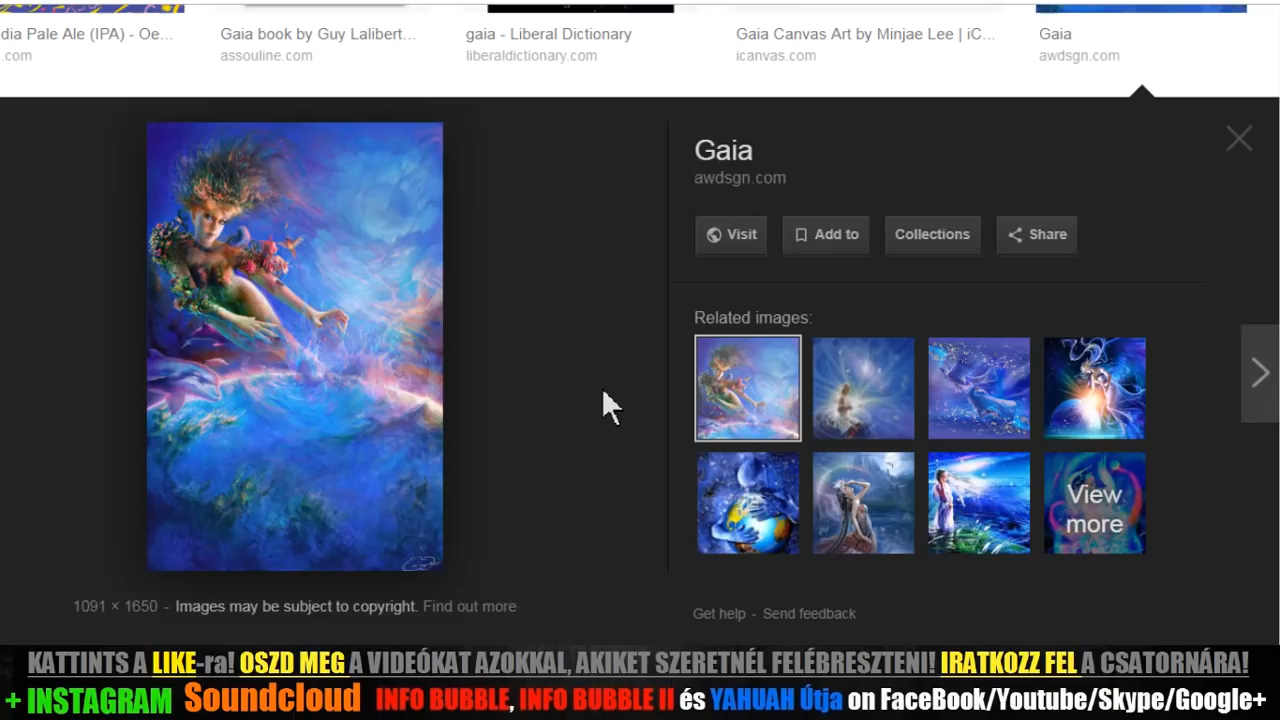 dia Pale Ale (IPA) - Oe...
.com
Gaia book by Guy Lalibert...
assouline.com
gaia - Liberal Dictionary
liberaldictionary.com
Gaia Canvas Art by Minjae Lee | iC...
icanvas.com
Gaia
awdsgn.com
Gaia
awdsgn.com
Visit
Add to
Collections
Share
Related images:
View
more
1091 × 1650 - Images may be subject to copyright. Find out more
Get help - Send feedback
KATTINTS A LIKE-ra! OSZD MEG A VIDEÓKAT AZOKKAL, AKIKET SZERETNÉL FELÉBRESZTENI! IRATKOZZ FEL A CSATORNÁRA!
+ INSTAGRAM Soundcloud INFO BUBBLE, INFO BUBBLE II és YAHUAH Útja on FaceBook/Youtube/Skype/Google+